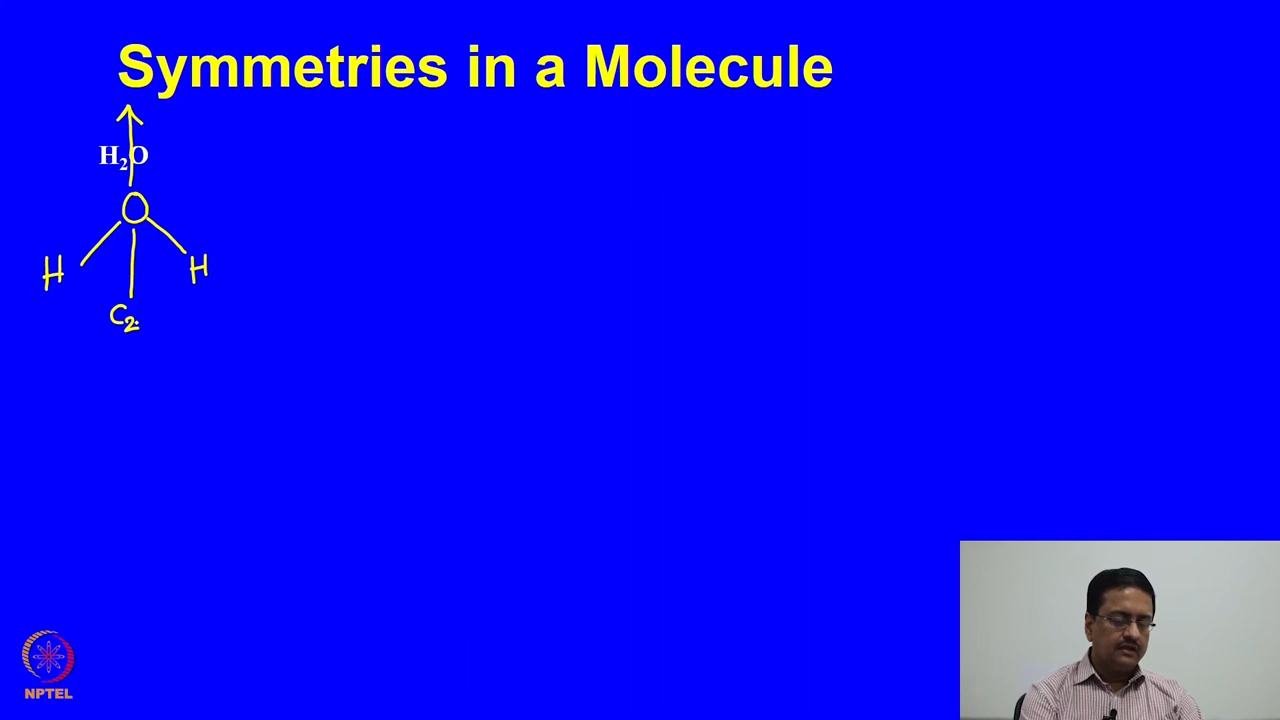 Symmetries in a Molecule
H₂O
O
H H
C₂
NPTEL